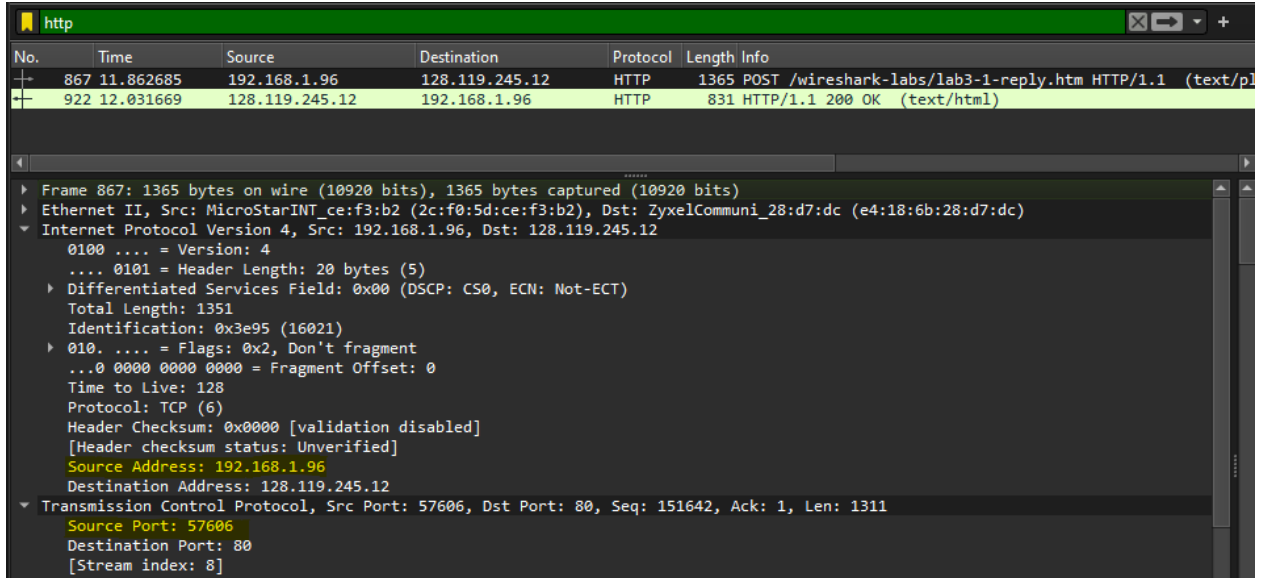 http
No. Time Source Destination Protocol Length Info
867 11.862685 192.168.1.96 128.119.245.12 HTTP 1365 POST /wireshark-labs/lab3-1-reply.htm HTTP/1.1 (text/pl
922 12.031669 128.119.245.12 192.168.1.96 HTTP 831 HTTP/1.1 200 OK (text/html)
Frame 867: 1365 bytes on wire (10920 bits), 1365 bytes captured (10920 bits)
Ethernet II, Src: MicroStarINT_ce:f3:b2 (2c:f0:5d:ce:f3:b2), Dst: ZyxelCommuni_28:d7:dc (e4:18:6b:28:d7:dc)
Internet Protocol Version 4, Src: 192.168.1.96, Dst: 128.119.245.12
0100 .... = Version: 4
.... 0101 = Header Length: 20 bytes (5)
Differentiated Services Field: 0x00 (DSCP: CS0, ECN: Not-ECT)
Total Length: 1351
Identification: 0x3e95 (16021)
010. .... = Flags: 0x2, Don't fragment
...0 0000 0000 0000 = Fragment Offset: 0
Time to Live: 128
Protocol: TCP (6)
Header Checksum: 0x0000 [validation disabled]
[Header checksum status: Unverified]
Source Address: 192.168.1.96
Destination Address: 128.119.245.12
Transmission Control Protocol, Src Port: 57606, Dst Port: 80, Seq: 151642, Ack: 1, Len: 1311
Source Port: 57606
Destination Port: 80
[Stream index: 8]